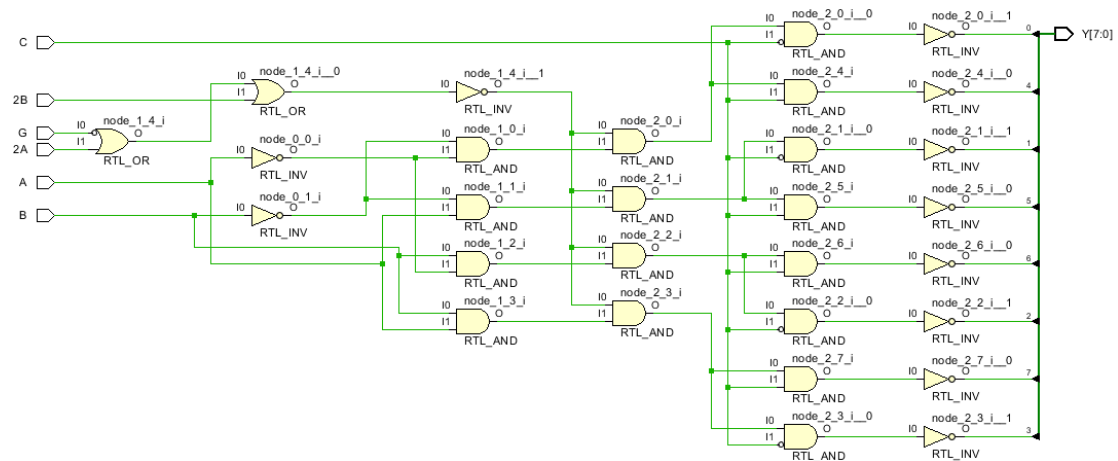 C
2B
G
2A
A
B
I0
I1
O
node_1_4_i
RTL_OR
I0
I1
O
node_1_4_i__0
RTL_OR
I0
O
node_0_0_i
RTL_INV
I0
O
node_0_1_i
RTL_INV
I0
O
node_1_4_i__1
RTL_INV
I0
I1
O
node_1_0_i
RTL_AND
I0
I1
O
node_1_1_i
RTL_AND
I0
I1
O
node_1_2_i
RTL_AND
I0
I1
O
node_1_3_i
RTL_AND
I0
I1
O
node_2_0_i
RTL_AND
I0
I1
O
node_2_1_i
RTL_AND
I0
I1
O
node_2_2_i
RTL_AND
I0
I1
O
node_2_3_i
RTL_AND
I0
I1
O
node_2_0_i__0
RTL_AND
I0
O
node_2_0_i__1
RTL_INV
0
I0
I1
O
node_2_4_i
RTL_AND
I0
O
node_2_4_i__0
RTL_INV
4
I0
I1
O
node_2_1_i__0
RTL_AND
I0
O
node_2_1_i__1
RTL_INV
1
I0
I1
O
node_2_5_i
RTL_AND
I0
O
node_2_5_i__0
RTL_INV
5
I0
I1
O
node_2_6_i
RTL_AND
I0
O
node_2_6_i__0
RTL_INV
6
I0
I1
O
node_2_2_i__0
RTL_AND
I0
O
node_2_2_i__1
RTL_INV
2
I0
I1
O
node_2_7_i
RTL_AND
I0
O
node_2_7_i__0
RTL_INV
7
I0
I1
O
node_2_3_i__0
RTL_AND
I0
O
node_2_3_i__1
RTL_INV
3
Y[7:0]